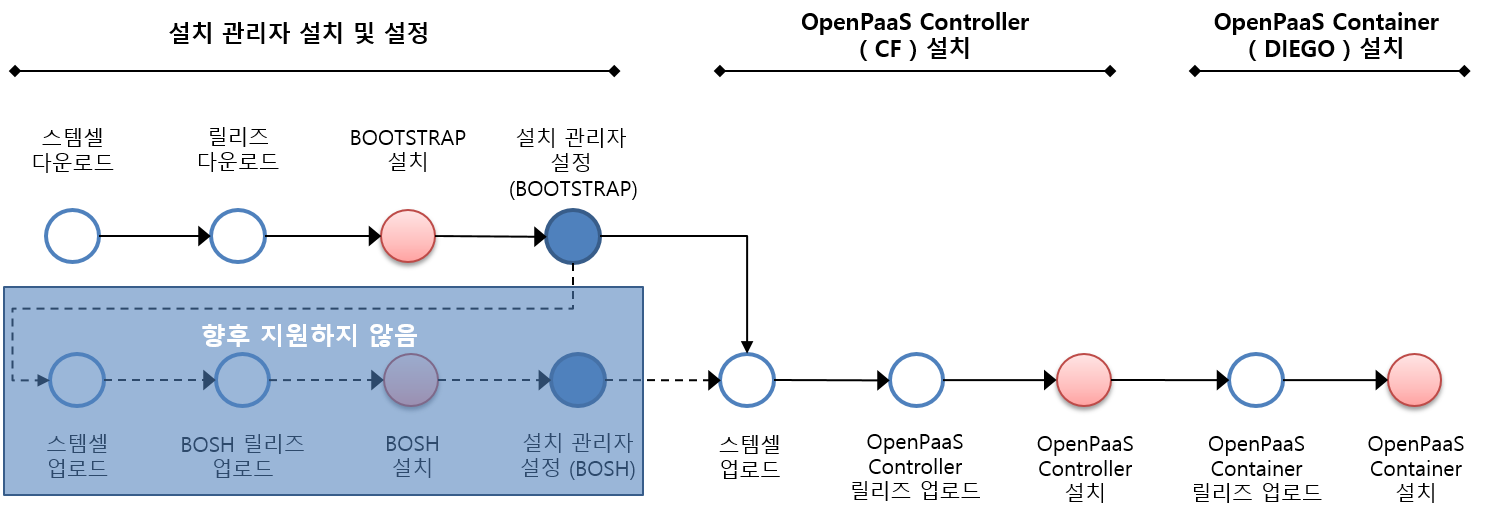 설치 관리자 설치 및 설정
OpenPaaS Controller
( CF ) 설치
OpenPaaS Container
( DIEGO ) 설치
스템셀
다운로드
릴리즈
다운로드
BOOTSTRAP
설치
설치 관리자
설정
(BOOTSTRAP)
향후 지원하지 않음
스템셀
업로드
BOSH 릴리즈
업로드
BOSH
설치
설치 관리자
설정 (BOSH)
스템셀
업로드
OpenPaaS
Controller
릴리즈 업로드
OpenPaaS
Controller
설치
OpenPaaS
Container
릴리즈 업로드
OpenPaaS
Container
설치